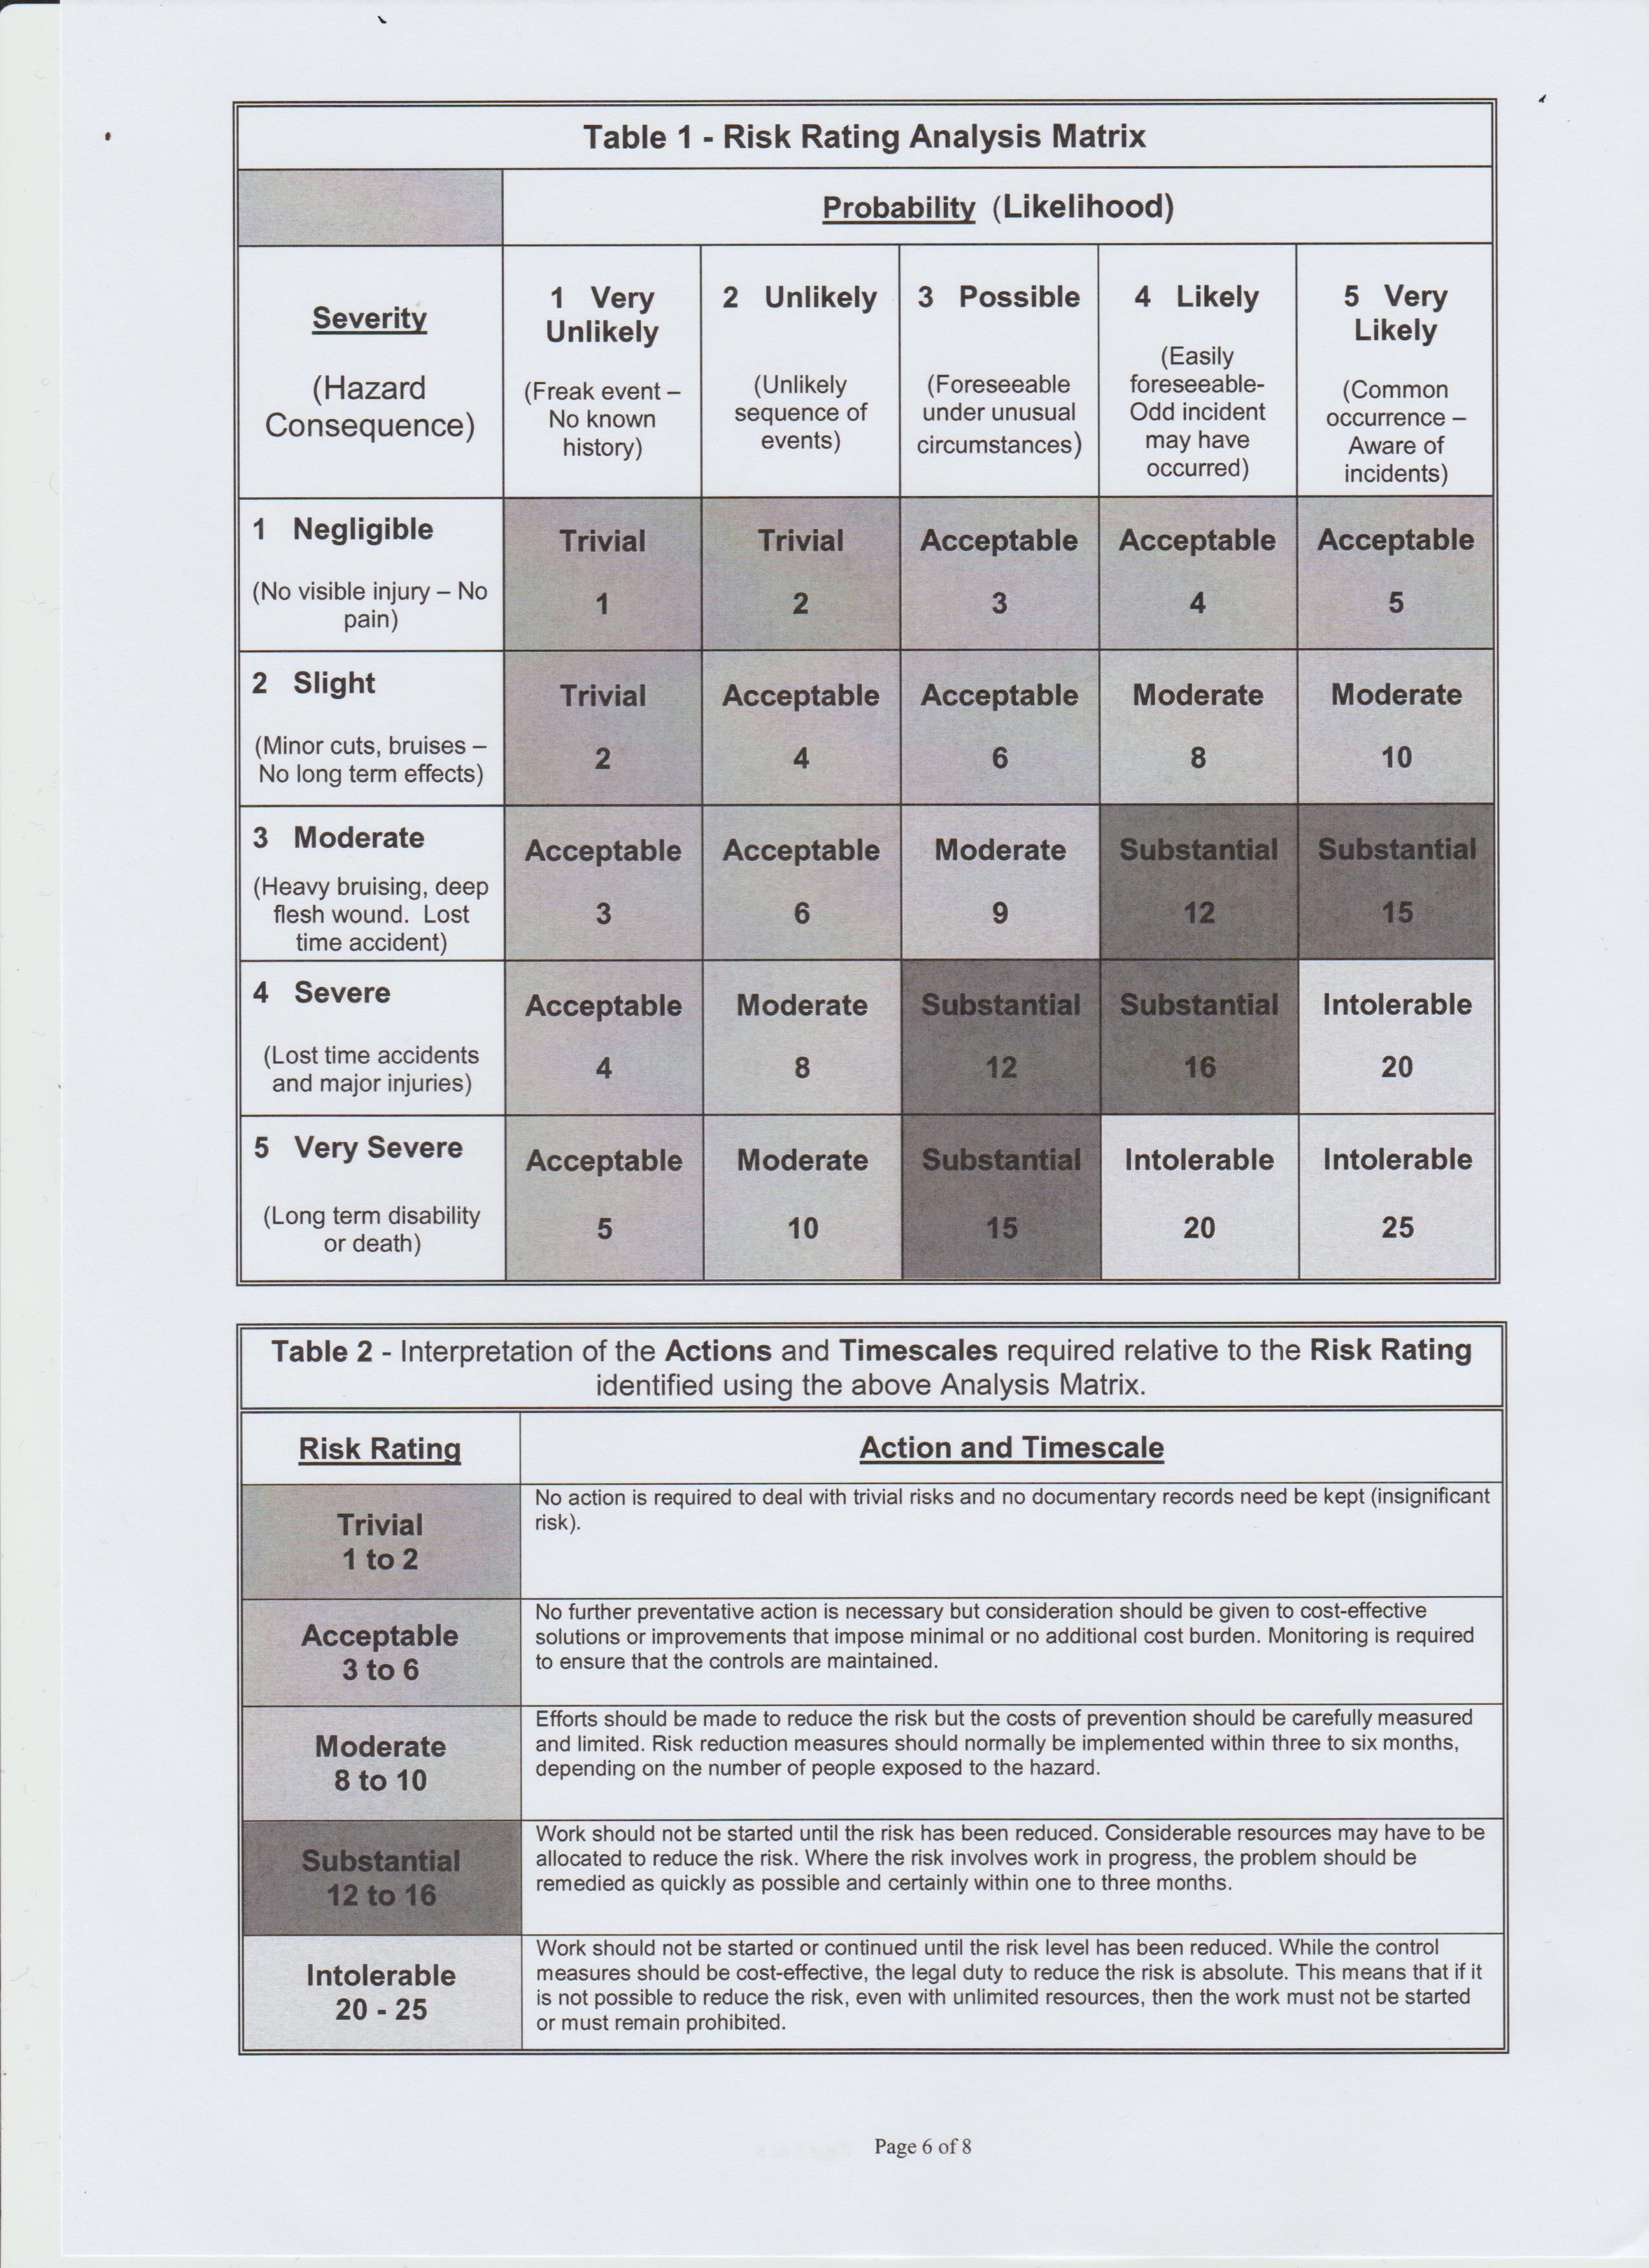 Table 1 - Risk Rating Analysis Matrix
Probability (Likelihood)
Severity
(Hazard
Consequence)
1 Very
Unlikely
(Freak event –
No known
history)
2 Unlikely
(Unlikely
sequence of
events)
3 Possible
(Foreseeable
under unusual
circumstances)
4 Likely
(Easily
foreseeable-
Odd incident
may have
occurred)
5 Very
Likely
(Common
occurrence –
Aware of
incidents)
1 Negligible
(No visible injury – No
pain)
Trivial
1
Trivial
2
Acceptable
3
Acceptable
4
Acceptable
5
2 Slight
(Minor cuts, bruises –
No long term effects)
Trivial
2
Acceptable
4
Acceptable
6
Moderate
8
Moderate
10
3 Moderate
(Heavy bruising, deep
flesh wound. Lost
time accident)
Acceptable
3
Acceptable
6
Moderate
9
Substantial
12
Substantial
15
4 Severe
(Lost time accidents
and major injuries)
Acceptable
4
Moderate
8
Substantial
12
Substantial
16
Intolerable
20
5 Very Severe
(Long term disability
or death)
Acceptable
5
Moderate
10
Substantial
15
Intolerable
20
Intolerable
25
Table 2 - Interpretation of the Actions and Timescales required relative to the Risk Rating
identified using the above Analysis Matrix.
Risk Rating
Action and Timescale
Trivial
1 to 2
No action is required to deal with trivial risks and no documentary records need be kept (insignificant
risk).
Acceptable
3 to 6
No further preventative action is necessary but consideration should be given to cost-effective
solutions or improvements that impose minimal or no additional cost burden. Monitoring is required
to ensure that the controls are maintained.
Moderate
8 to 10
Efforts should be made to reduce the risk but the costs of prevention should be carefully measured
and limited. Risk reduction measures should normally be implemented within three to six months,
depending on the number of people exposed to the hazard.
Substantial
12 to 16
Work should not be started until the risk has been reduced. Considerable resources may have to be
allocated to reduce the risk. Where the risk involves work in progress, the problem should be
remedied as quickly as possible and certainly within one to three months.
Intolerable
20 - 25
Work should not be started or continued until the risk level has been reduced. While the control
measures should be cost-effective, the legal duty to reduce the risk is absolute. This means that if it
is not possible to reduce the risk, even with unlimited resources, then the work must not be started
or must remain prohibited.
Page 6 of 8